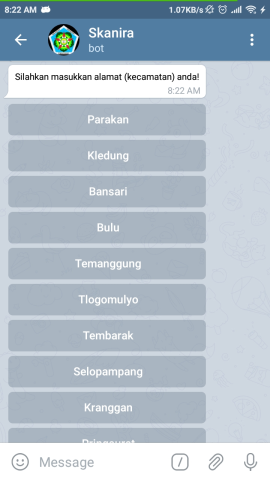 8:22 AM
1.07KB/s
Skanira
bot
Silahkan masukkan alamat (kecamatan) anda!
8:22 AM
Parakan
Kledung
Bansari
Bulu
Temanggung
Tlogomulyo
Tembarak
Selopampang
Kranggan
Pringsurat
Message